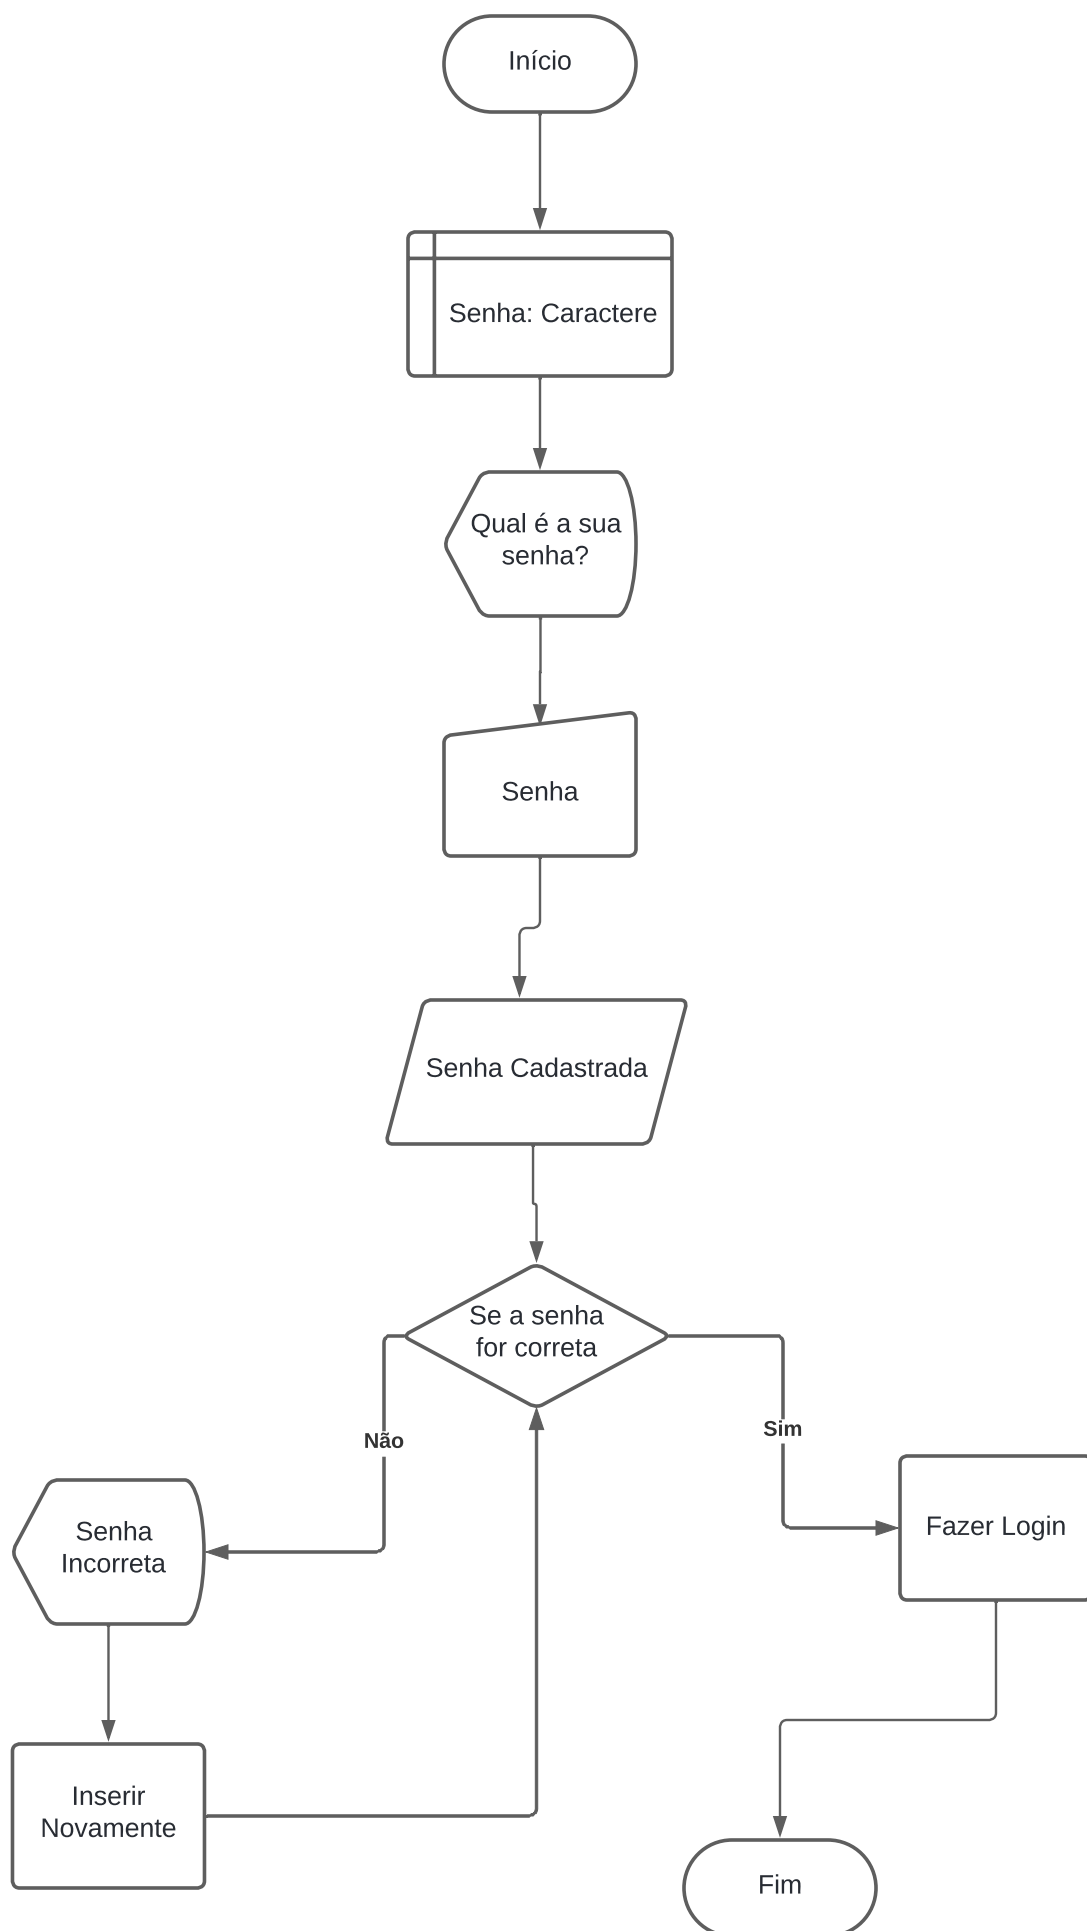 Início
Senha: Caractere
Qual é a sua
senha?
Senha
Senha Cadastrada
Se a senha
for correta
Não
Sim
Senha
Incorreta
Fazer Login
Inserir
Novamente
Fim